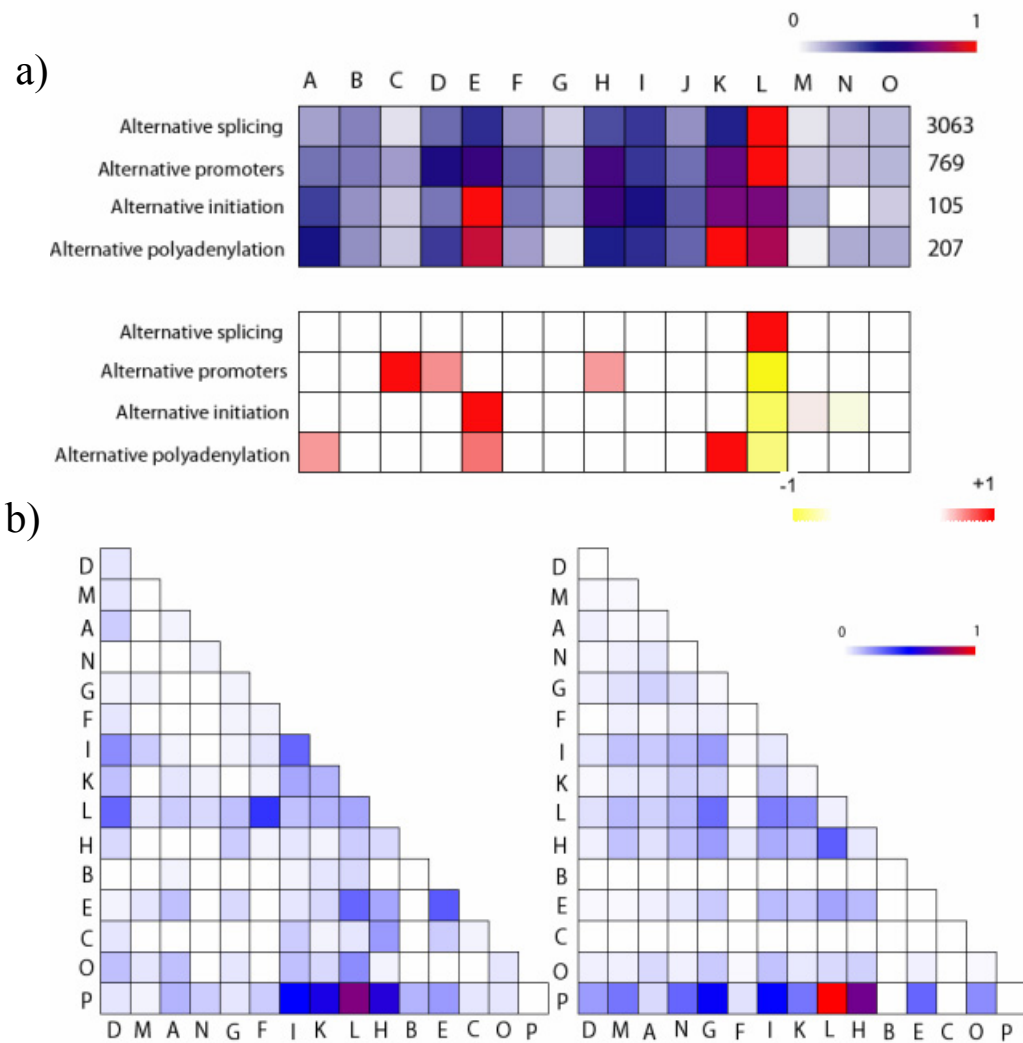 0 1
a)
A B C D E F G H I J K L M N O
Alternative splicing 3063
Alternative promoters 769
Alternative initiation 105
Alternative polyadenylation 207
Alternative splicing
Alternative promoters
Alternative initiation
Alternative polyadenylation
-1 +1
b)
D D
M M
A A
0 1
N N
G G
F F
I I
K K
L L
H H
B B
E E
C C
O O
P P
D M A N G F I K L H B E C O P D M A N G F I K L H B E C O P